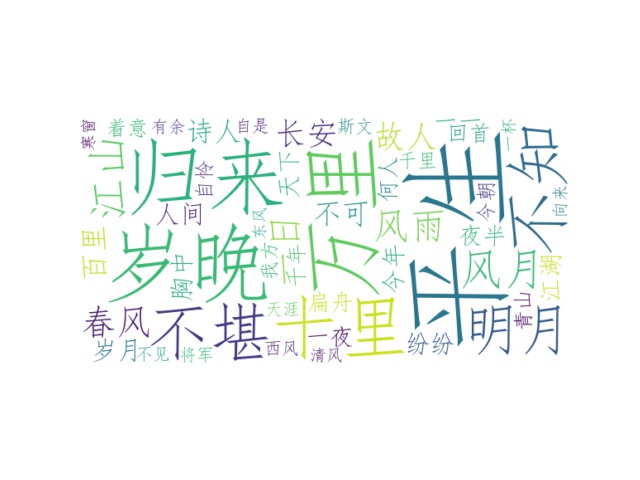 寒窗
着意
有余
诗人
自是
长安
斯文
故人
一一
回首
一杯
江山
归来
自怜
天下
万里
何人
千里
平生
今朝
不知
向来
人间
不可
风雨
夜半
百里
岁晚
胸中
东风
我方
千年
一日
今年
风月
江湖
青山
春风
不堪
天涯
扁舟
十里
明月
岁月
不见
将军
西风
一夜
清风
纷纷